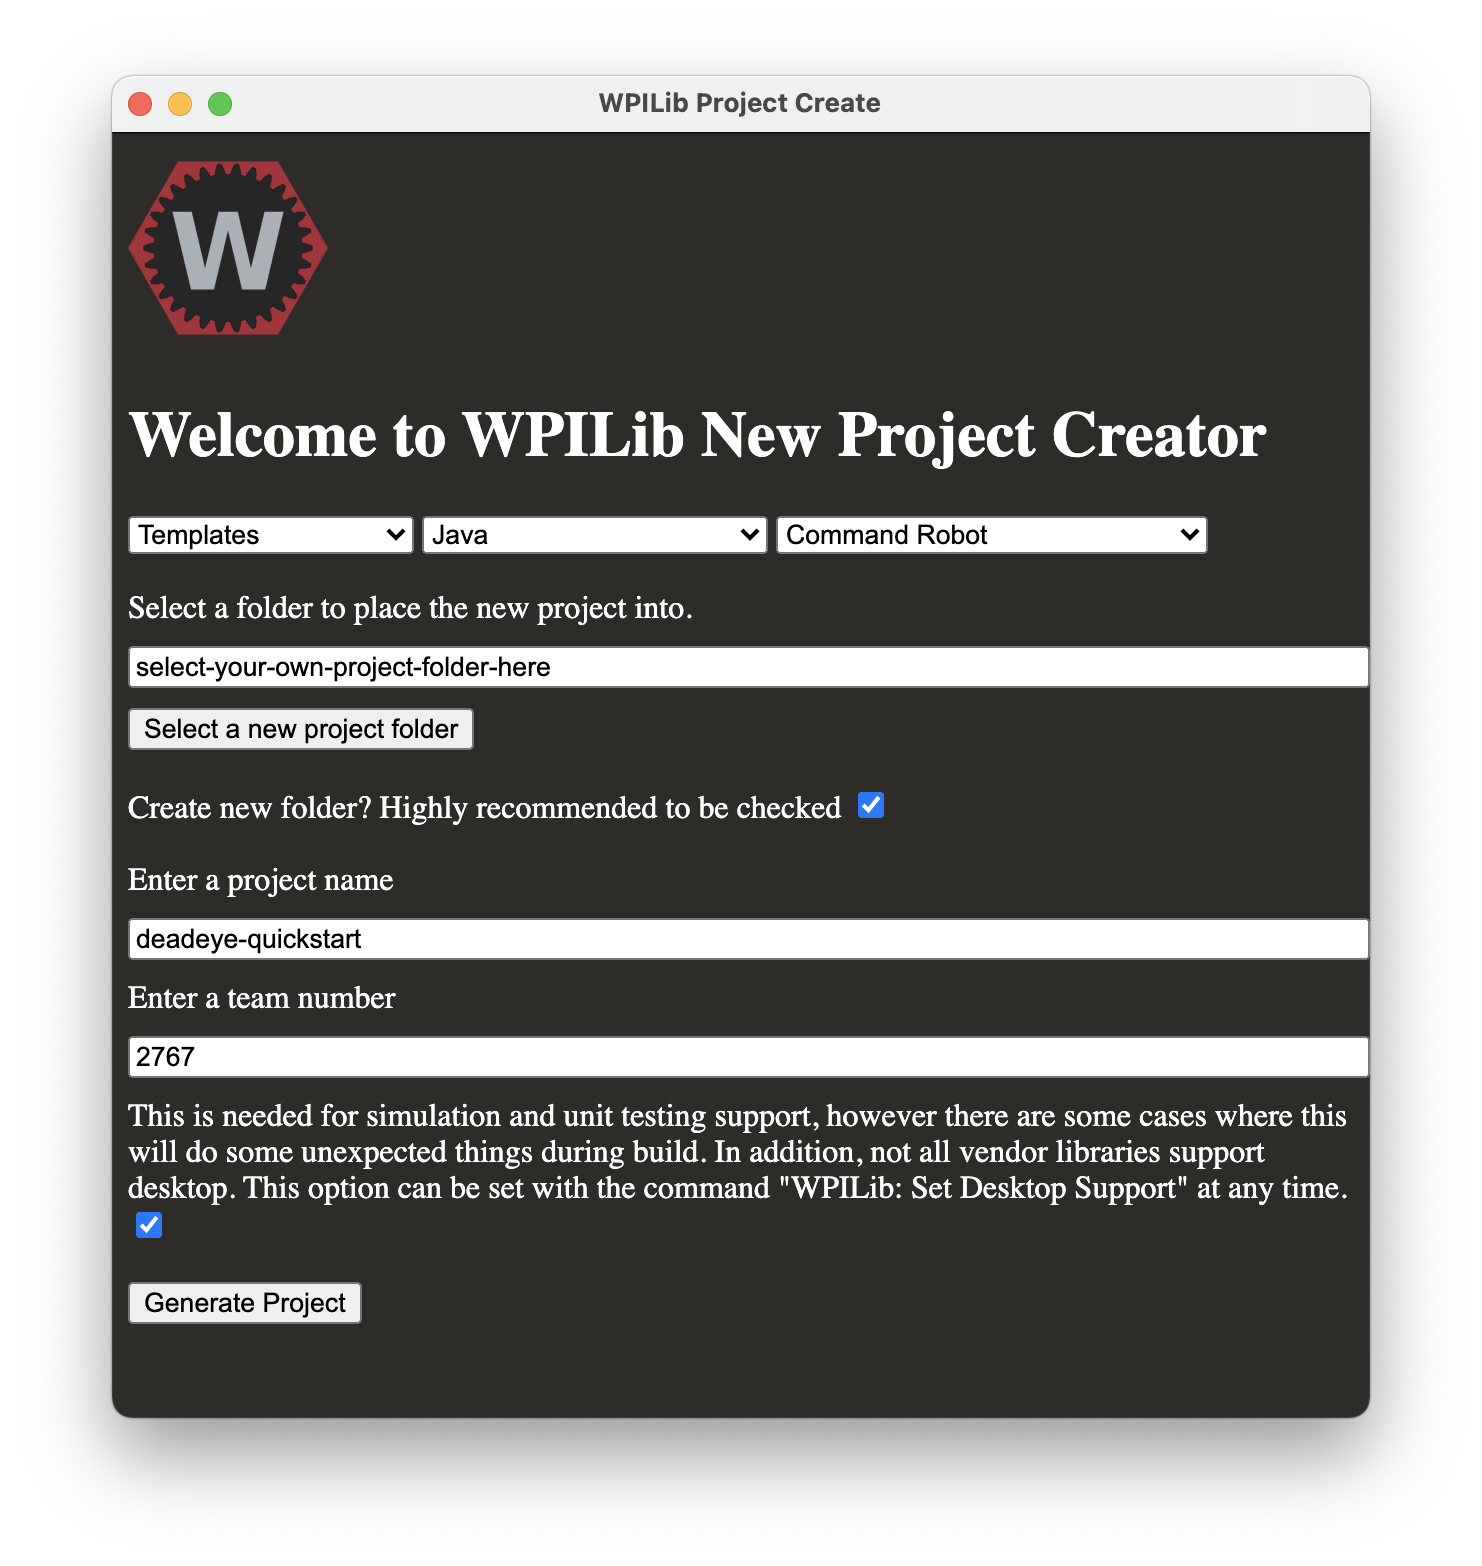 WPILib Project Create
W
Welcome to WPILib New Project Creator
Templates Java Command Robot
Select a folder to place the new project into.
select-your-own-project-folder-here
Select a new project folder
Create new folder? Highly recommended to be checked
Enter a project name
deadeye-quickstart
Enter a team number
2767
This is needed for simulation and unit testing support, however there are some cases where this
will do some unexpected things during build. In addition, not all vendor libraries support
desktop. This option can be set with the command "WPILib: Set Desktop Support" at any time.
Generate Project